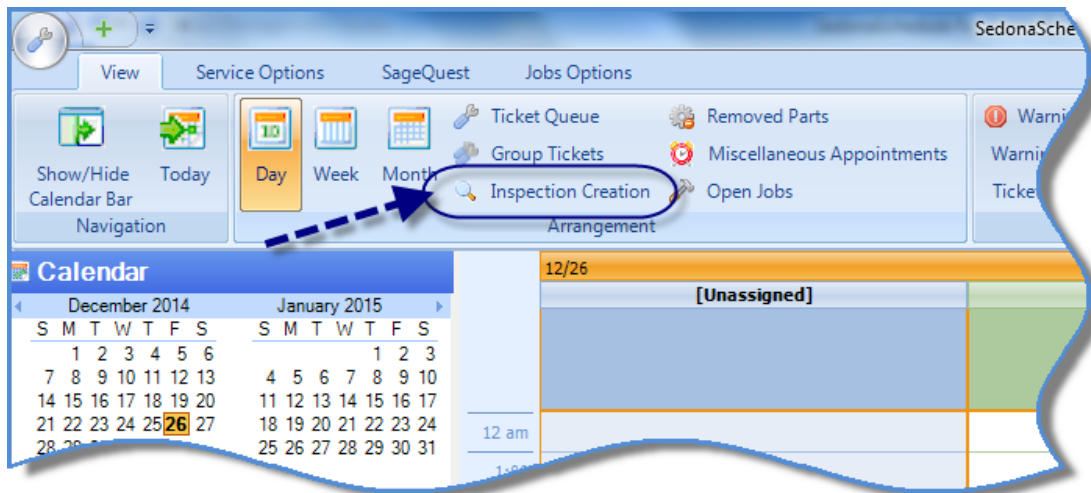 SedonaSche
View Service Options SageQuest Jobs Options
Show/Hide
Calendar Bar
Today
Navigation
10
Day
Week
Month
Ticket Queue
Group Tickets
Inspection Creation
Removed Parts
Miscellaneous Appointments
Open Jobs
Arrangement
Calendar
December 2014
S M T W T F S
1 2 3 4 5 6
7 8 9 10 11 12 13
14 15 16 17 18 19 20
21 22 23 24 25 26 27
28
January 2015
S M T W T F S
1 2 3
4 5 6 7 8 9 10
11 12 13 14 15 16 17
18 19 20 21 22 23 24
25 26 27 28 29 30 31
12/26
[Unassigned]
12 am